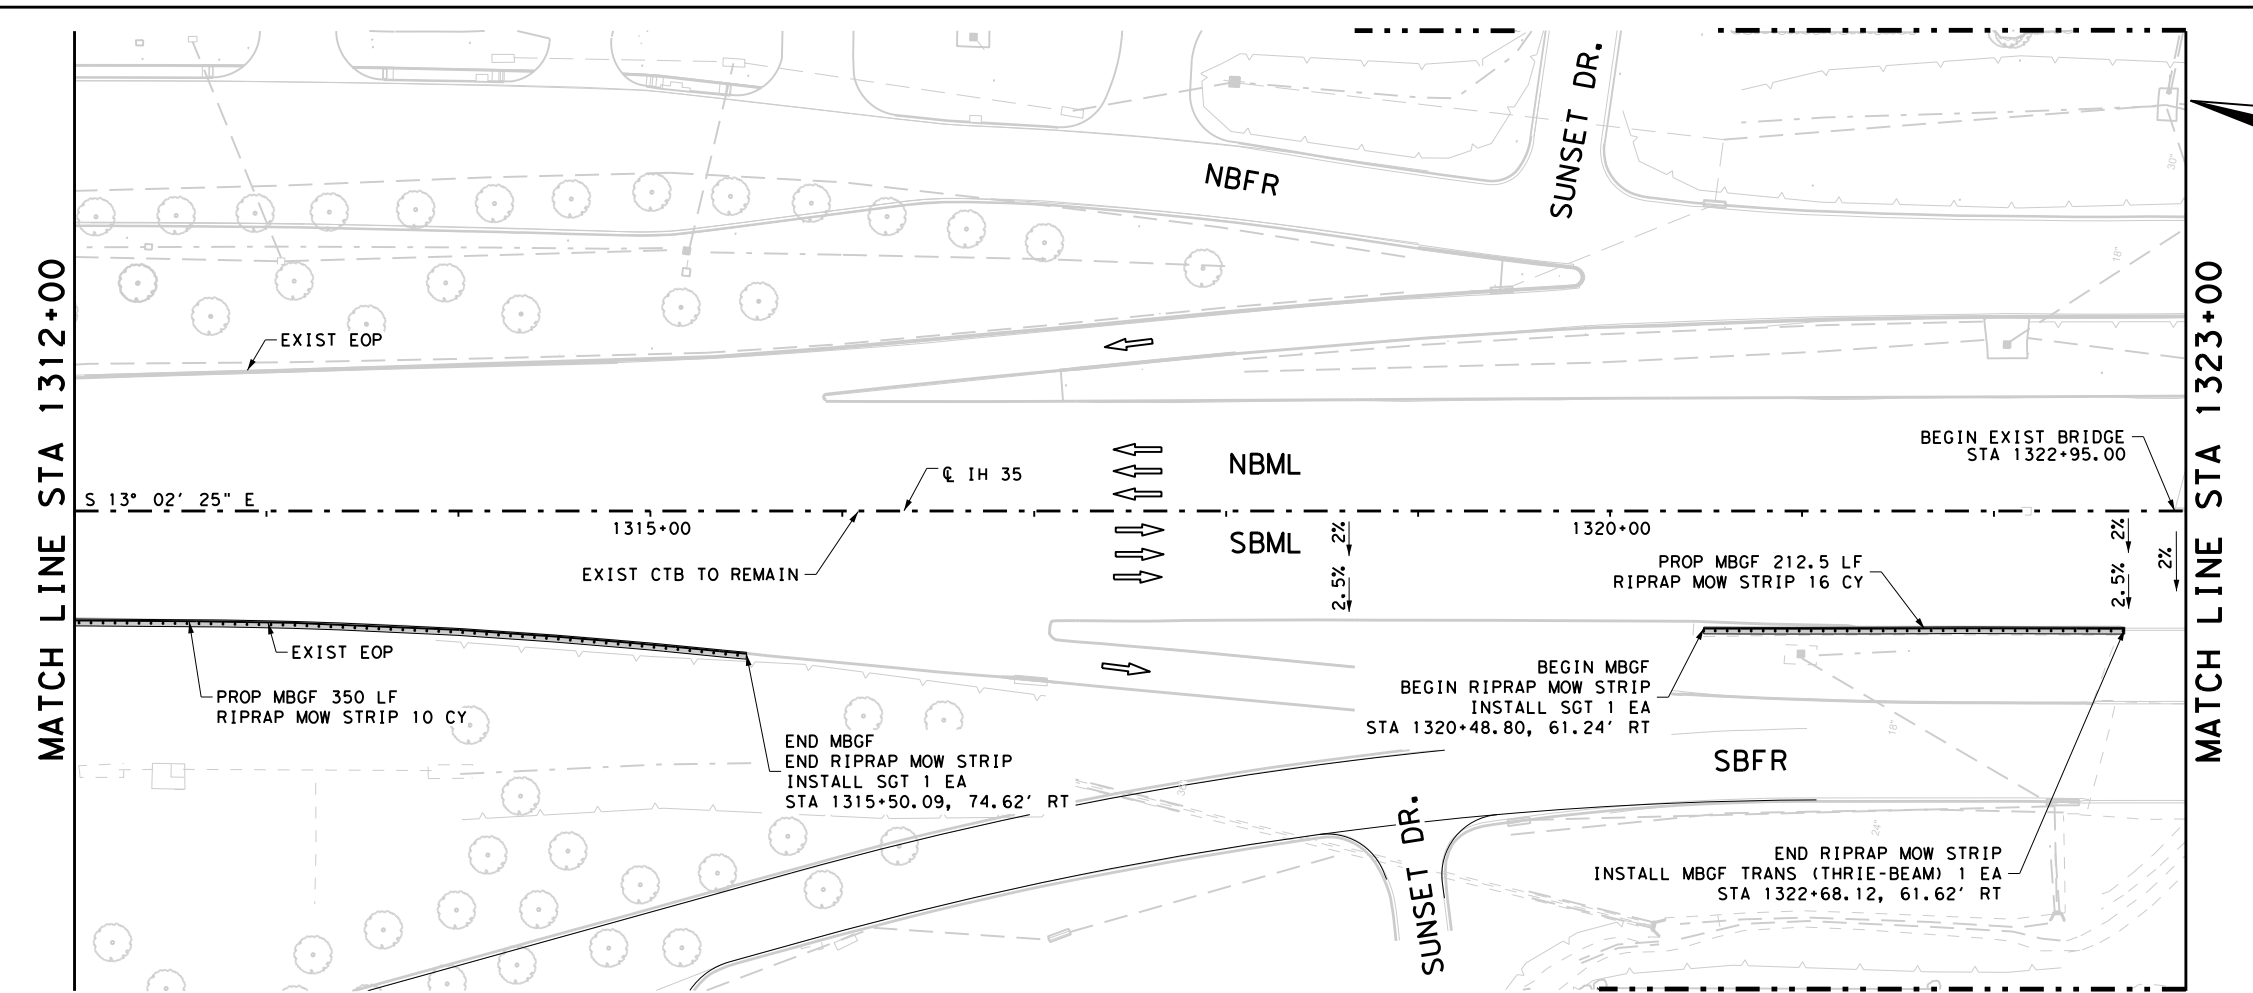 SUNSET DR.
NBFR
30"
18"
MATCH LINE STA 1312+00
MATCH LINE STA 1323+00
EXIST EOP
BEGIN EXIST BRIDGE
STA 1322+95.00
NBML
℄ IH 35
S 13° 02' 25" E
1315+00
1320+00
SBML
2%
2.5%
2%
2.5%
2%
EXIST CTB TO REMAIN
PROP MBGF 212.5 LF
RIPRAP MOW STRIP 16 CY
EXIST EOP
PROP MBGF 350 LF
RIPRAP MOW STRIP 10 CY
BEGIN MBGF
BEGIN RIPRAP MOW STRIP
INSTALL SGT 1 EA
STA 1320+48.80, 61.24' RT
END MBGF
END RIPRAP MOW STRIP
INSTALL SGT 1 EA
STA 1315+50.09, 74.62' RT
18"
SBFR
24"
SUNSET DR.
END RIPRAP MOW STRIP
INSTALL MBGF TRANS (THRIE-BEAM) 1 EA
STA 1322+68.12, 61.62' RT